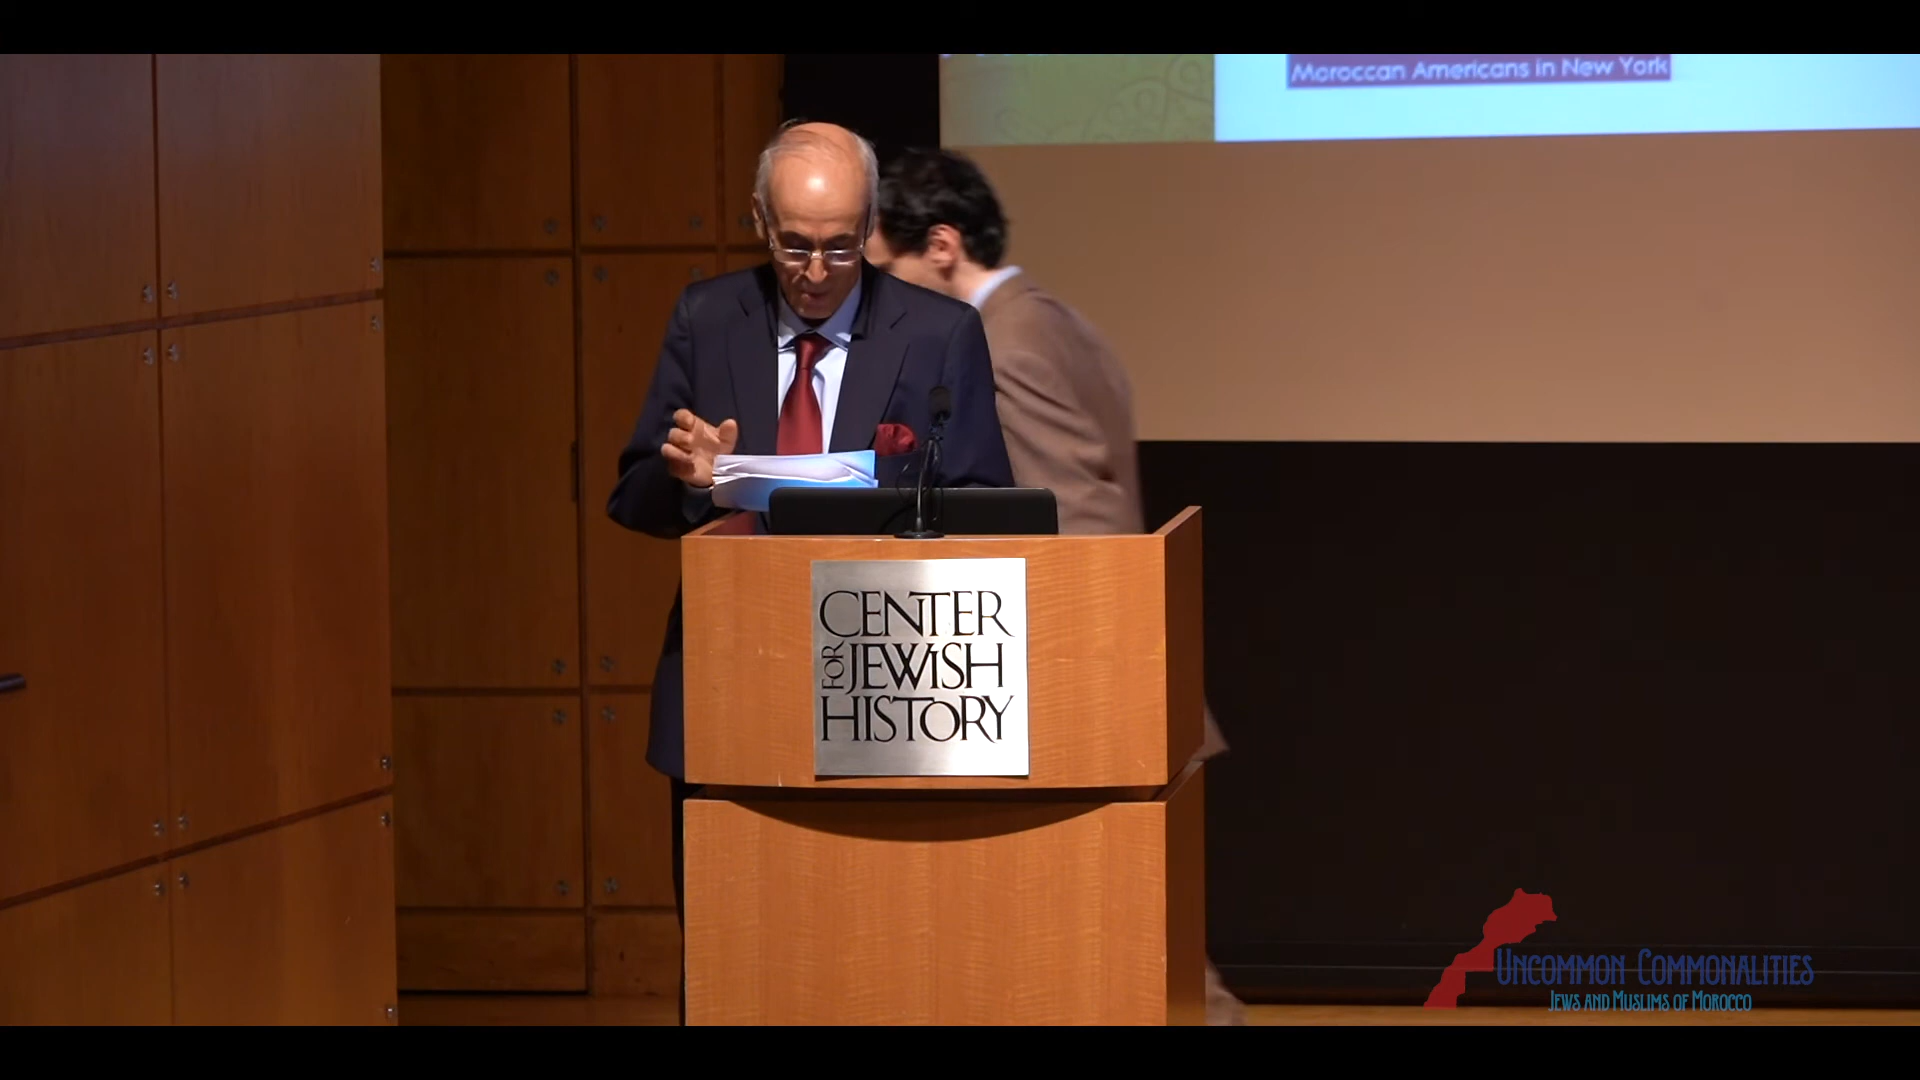 Moroccan Americans in New York
CENTER
FOR JEWISH
HISTORY
UNCOMMON COMMONALITIES
JEWS AND MUSLIMS OF MOROCCO